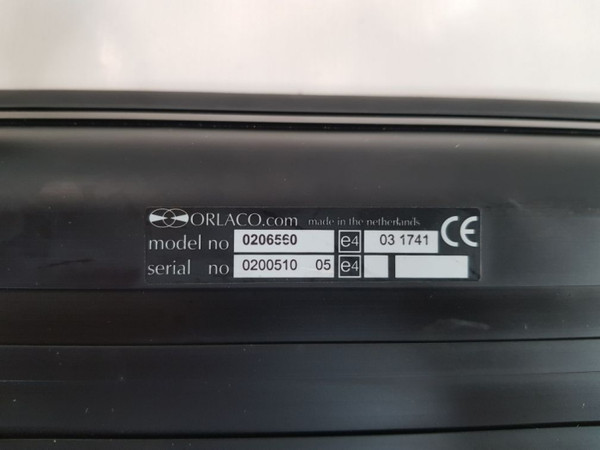 ORLACO.com made in the netherlands
model no 0206560 e4 03 1741 CE
serial no 0200510 05 e4